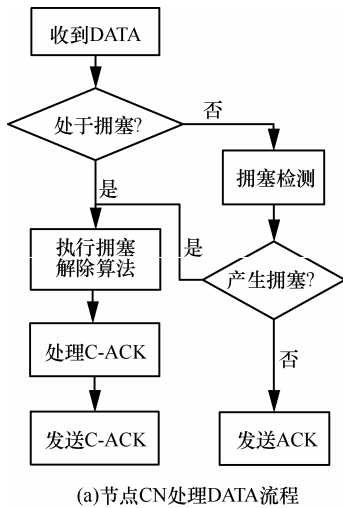 收到DATA
处于拥塞?
否
是
拥塞检测
执行拥塞
解除算法
是
产生拥塞?
处理C-ACK
否
发送C-ACK
发送ACK
(a)节点CN处理DATA流程